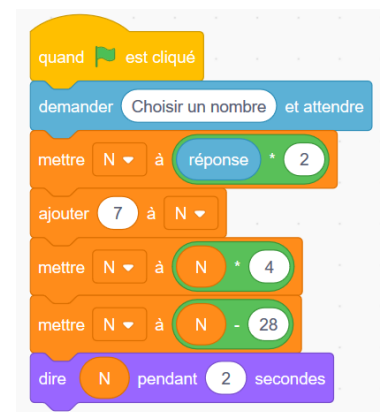 quand est cliqué
demander Choisir un nombre et attendre
mettre N à réponse * 2
ajouter 7 à N
mettre N à N * 4
mettre N à N - 28
dire N pendant 2 secondes